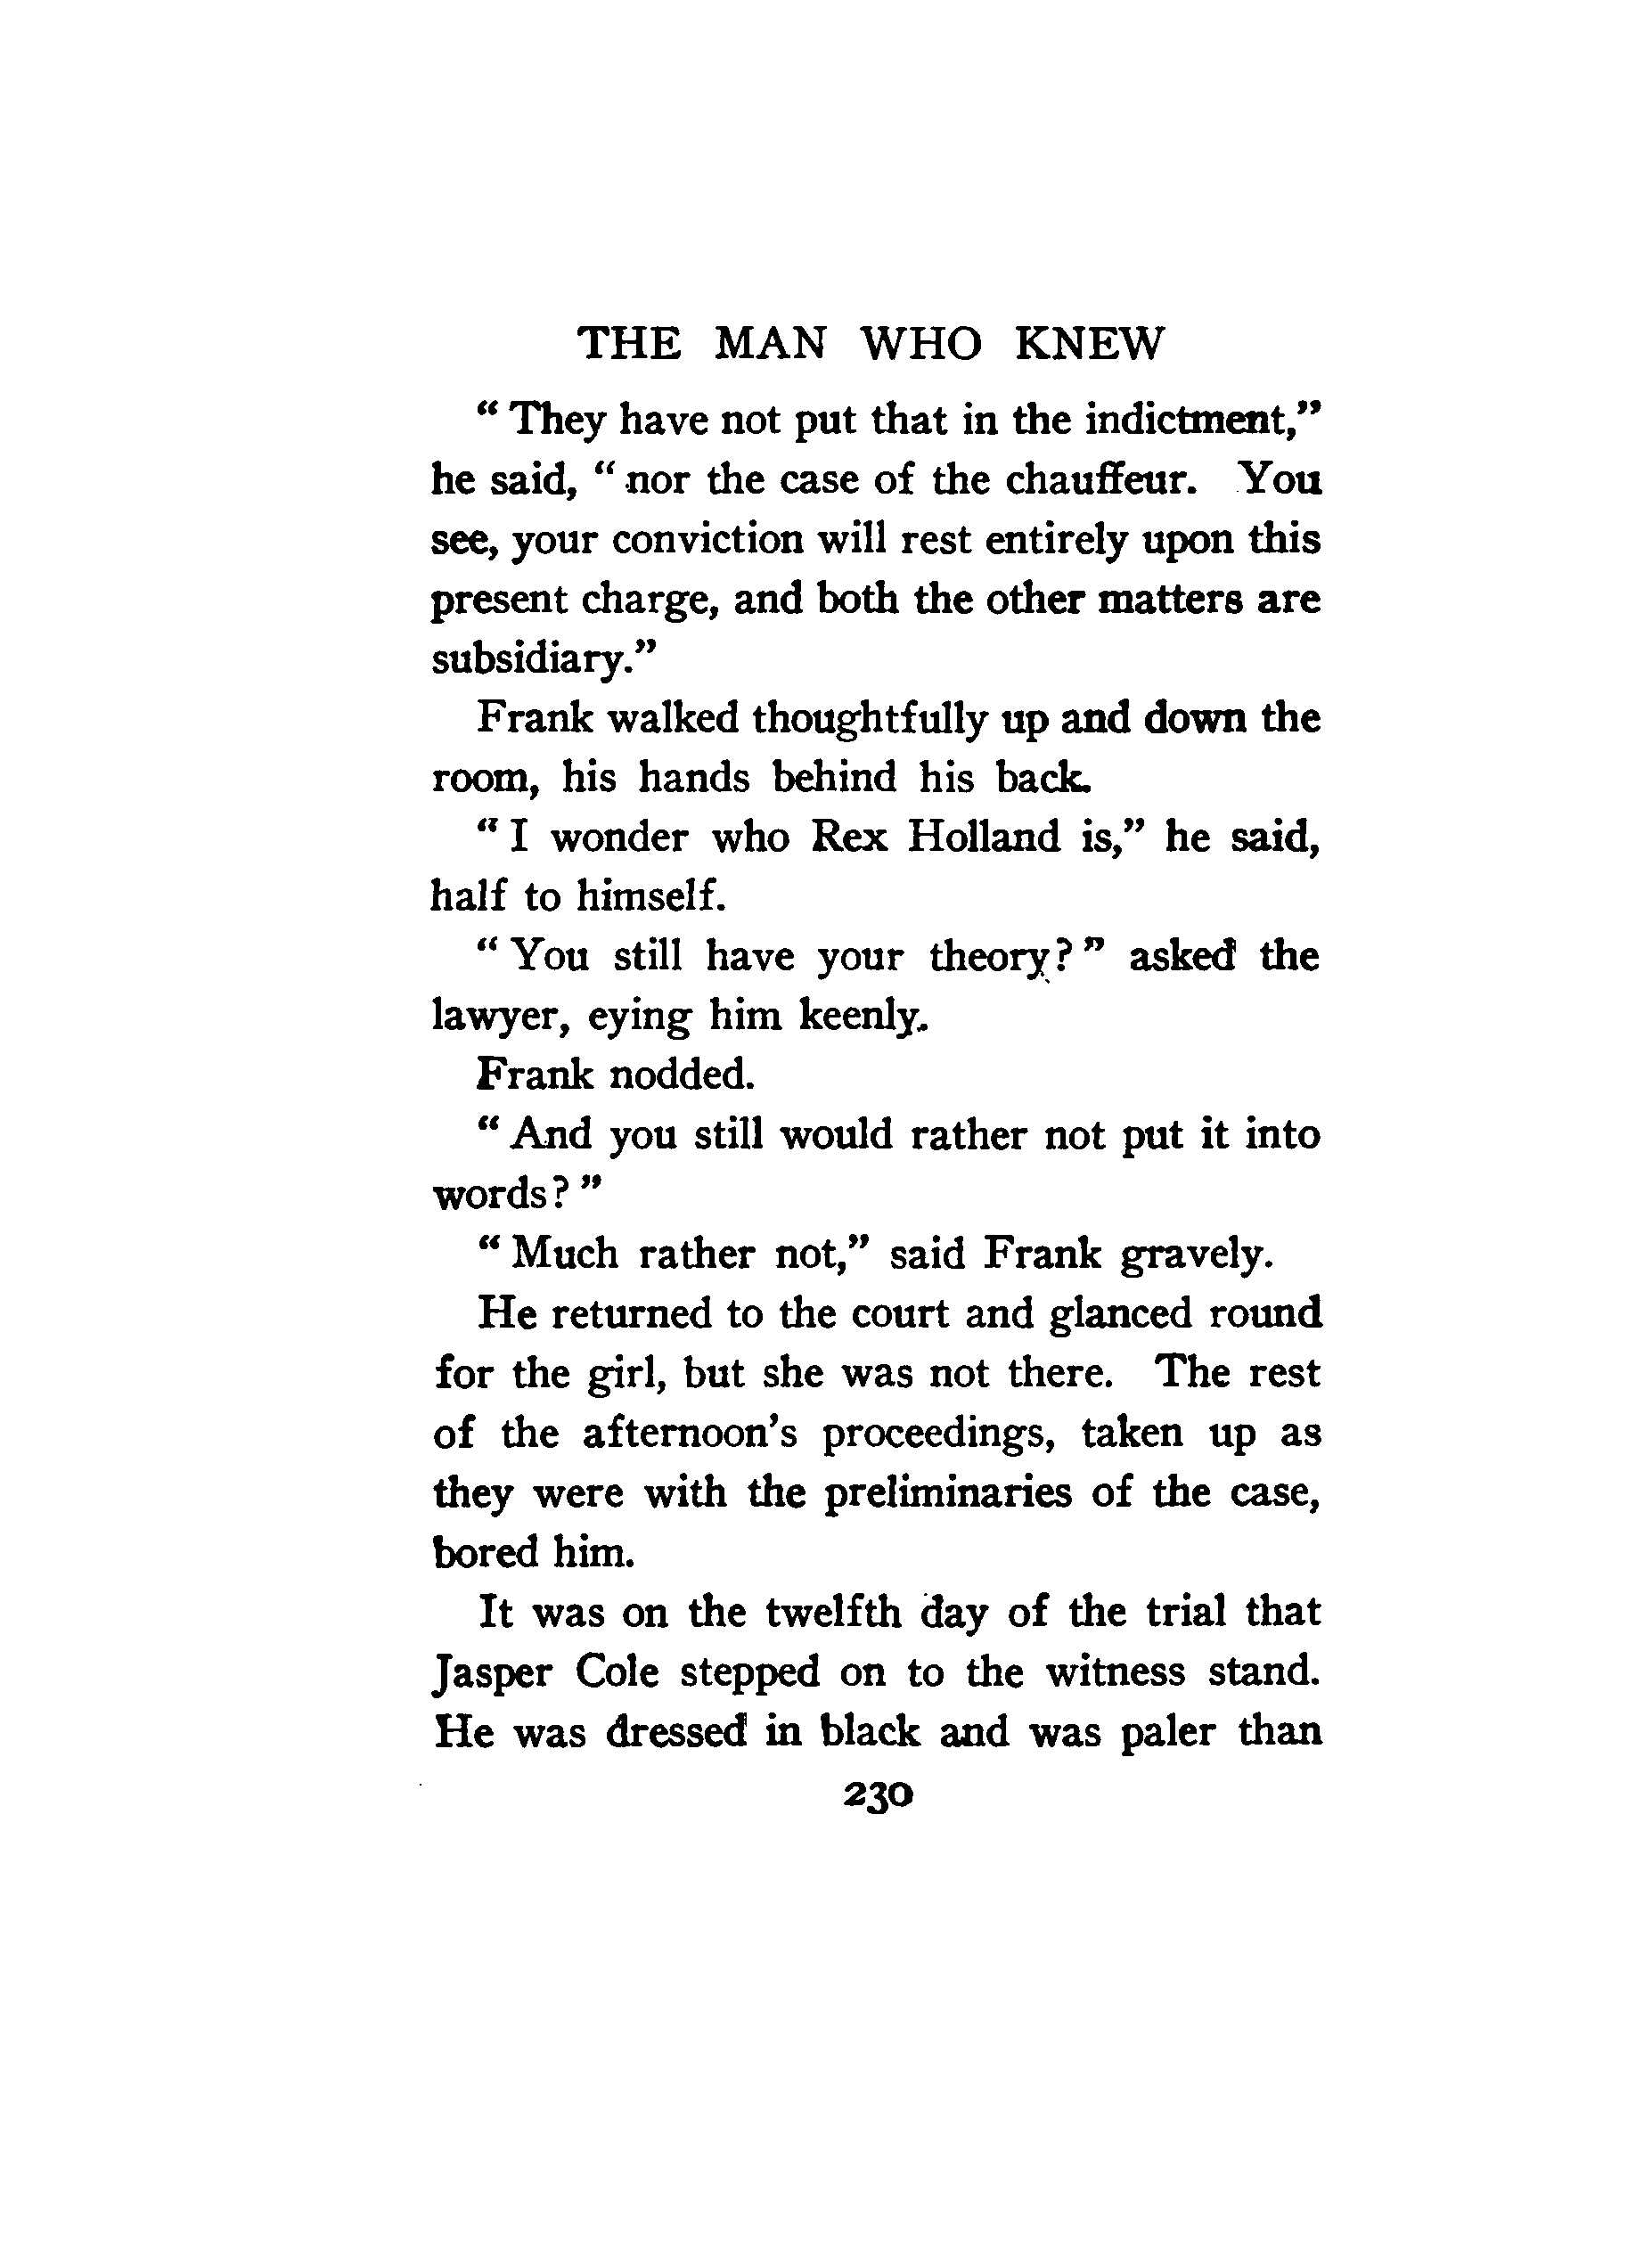 THE MAN WHO KNEW
“They have not put that in the indictment,”
he said, “nor the case of the chauffeur. You
see, your conviction will rest entirely upon this
present charge, and both the other matters are
subsidiary.”
Frank walked thoughtfully up and down the
room, his hands behind his back.
“I wonder who Rex Holland is,” he said,
half to himself.
“You still have your theory?” asked the
lawyer, eying him keenly.
Frank nodded.
“And you still would rather not put it into
words?”
“Much rather not,” said Frank gravely.
He returned to the court and glanced round
for the girl, but she was not there. The rest
of the afternoon’s proceedings, taken up as
they were with the preliminaries of the case,
bored him.
It was on the twelfth day of the trial that
Jasper Cole stepped on to the witness stand.
He was dressed in black and was paler than
230